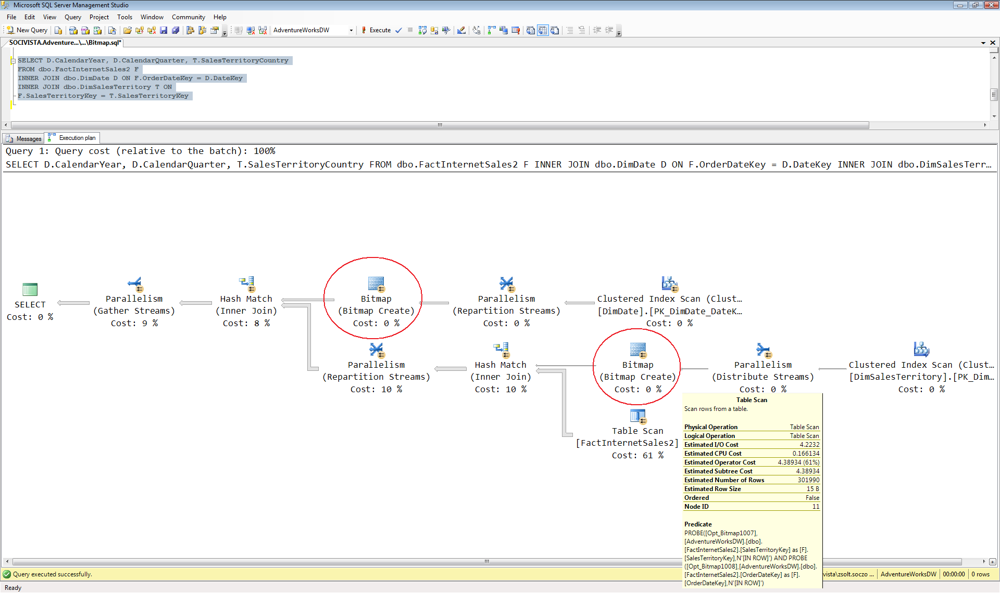 Microsoft SQL Server Management Studio
File Edit View Query Project Tools Window Community Help
New Query AdventureWorksDW Execute
SOCIVISTA.Adventure...\...\Bitmap.sql*
SELECT D.CalendarYear, D.CalendarQuarter, T.SalesTerritoryCountry
FROM dbo.FactInternetSales2 F
INNER JOIN dbo.DimDate D ON F.OrderDateKey = D.DateKey
INNER JOIN dbo.DimSalesTerritory T ON
F.SalesTerritoryKey = T.SalesTerritoryKey
Messages Execution plan
Query 1: Query cost (relative to the batch): 100%
SELECT D.CalendarYear, D.CalendarQuarter, T.SalesTerritoryCountry FROM dbo.FactInternetSales2 F INNER JOIN dbo.DimDate D ON F.OrderDateKey = D.DateKey INNER JOIN dbo.DimSalesTerr...
SELECT
Cost: 0 %
Parallelism
(Gather Streams)
Cost: 9 %
Hash Match
(Inner Join)
Cost: 8 %
Bitmap
(Bitmap Create)
Cost: 0 %
Parallelism
(Repartition Streams)
Cost: 0 %
Clustered Index Scan (Clust...
[DimDate].[PK_DimDate_DateK...
Cost: 0 %
Parallelism
(Repartition Streams)
Cost: 10 %
Hash Match
(Inner Join)
Cost: 10 %
Bitmap
(Bitmap Create)
Cost: 0 %
Parallelism
(Distribute Streams)
Cost: 0 %
Clustered Index Scan (Clust...
[DimSalesTerritory].[PK_Dim...
Cost: 0 %
Table Scan
[FactInternetSales2]
Cost: 61 %
Table Scan
Scan rows from a table.
Physical Operation Table Scan
Logical Operation Table Scan
Estimated I/O Cost 4.2232
Estimated CPU Cost 0.166134
Estimated Operator Cost 4.38934 (61%)
Estimated Subtree Cost 4.38934
Estimated Number of Rows 301990
Estimated Row Size 15 B
Ordered False
Node ID 11
Predicate
PROBE([Opt_Bitmap1007],
[AdventureWorksDW].[dbo].
[FactInternetSales2].[SalesTerritoryKey] as [F].
[SalesTerritoryKey],N'[IN ROW]') AND PROBE
([Opt_Bitmap1008],[AdventureWorksDW].[dbo].
[FactInternetSales2].[OrderDateKey] as [F].
[OrderDateKey],N'[IN ROW]')
Query executed successfully. vista\zsolt.soczo ... AdventureWorksDW 00:00:00 0 rows
Ready